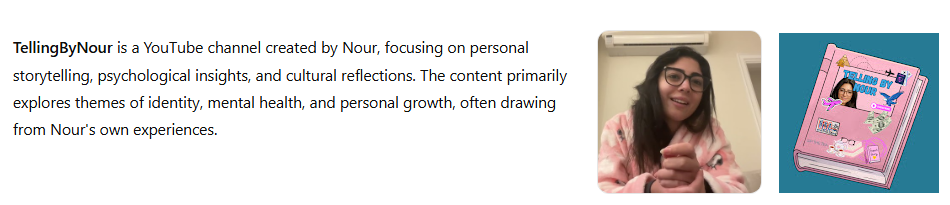 TellingByNour is a YouTube channel created by Nour, focusing on personal
storytelling, psychological insights, and cultural reflections. The content primarily
explores themes of identity, mental health, and personal growth, often drawing
from Nour's own experiences.
TELLING BY
NOUR